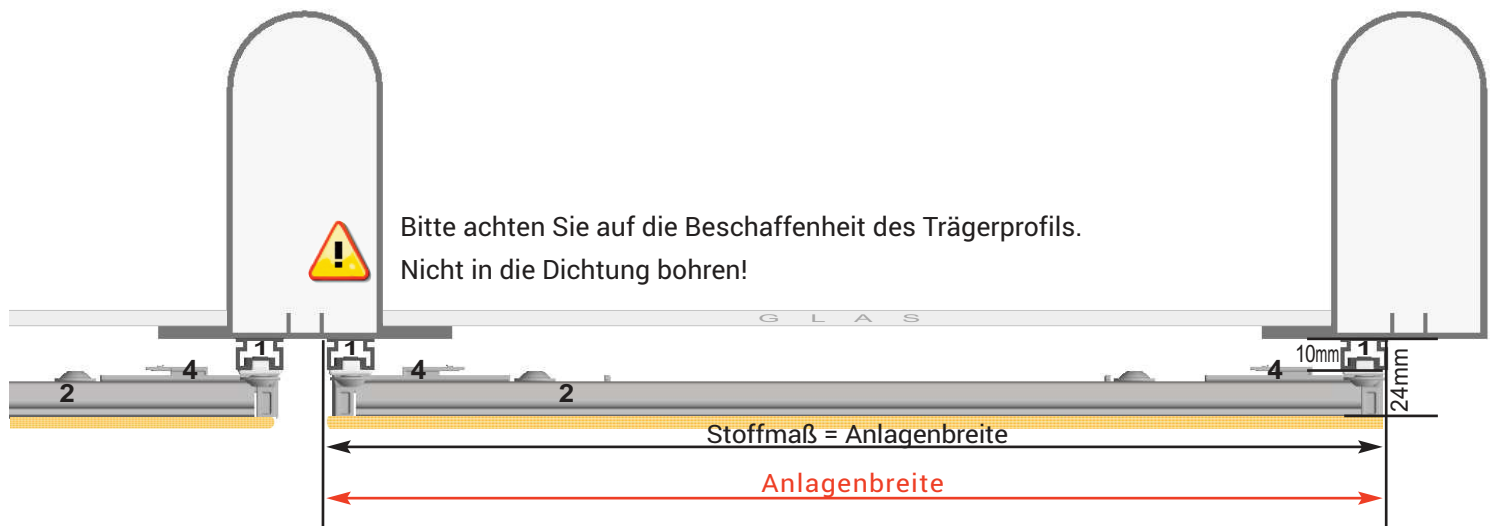 !
Bitte achten Sie auf die Beschaffenheit des Trägerprofils.
Nicht in die Dichtung bohren!
GLAS
1
1
10mm
1
24mm
4
4
4
2
2
Stoffmaß = Anlagenbreite
Anlagenbreite